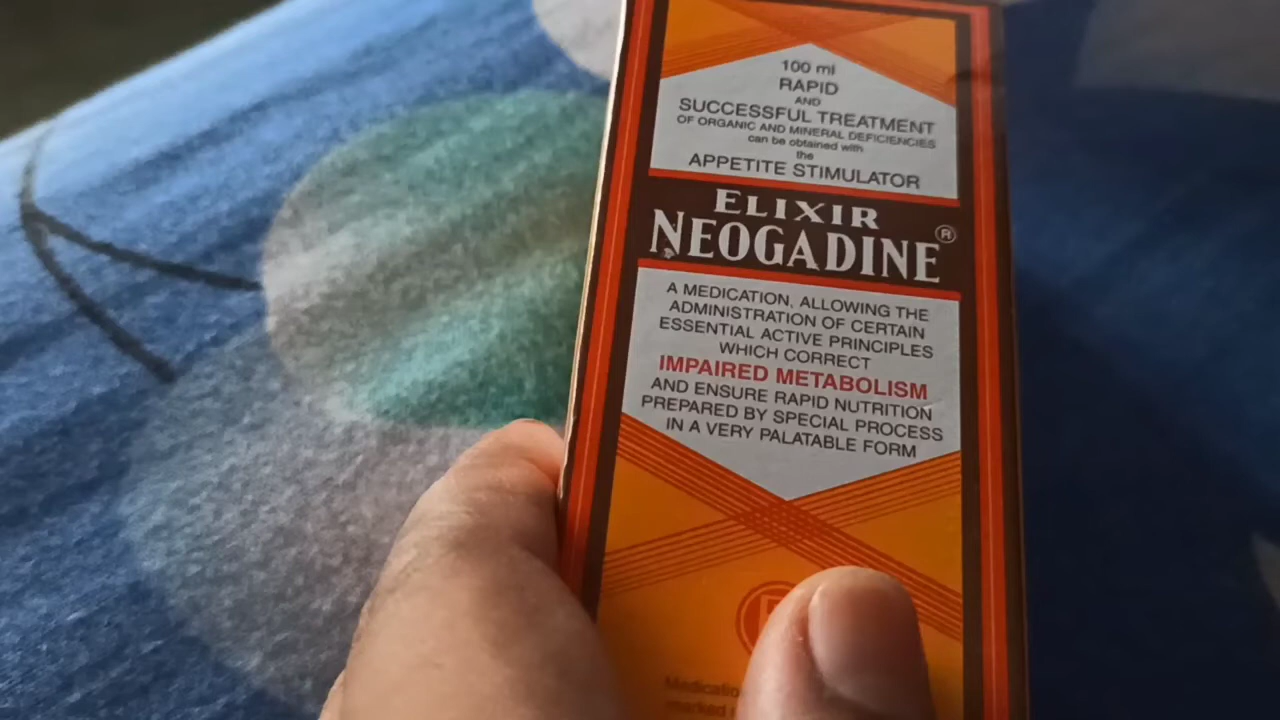 100 ml
RAPID
AND
SUCCESSFUL TREATMENT
OF ORGANIC AND MINERAL DEFICIENCIES
can be obtained with
the
APPETITE STIMULATOR
ELIXIR
NEOGADINE®
A MEDICATION, ALLOWING THE
ADMINISTRATION OF CERTAIN
ESSENTIAL ACTIVE PRINCIPLES
WHICH CORRECT
IMPAIRED METABOLISM
AND ENSURE RAPID NUTRITION
PREPARED BY SPECIAL PROCESS
IN A VERY PALATABLE FORM
marked